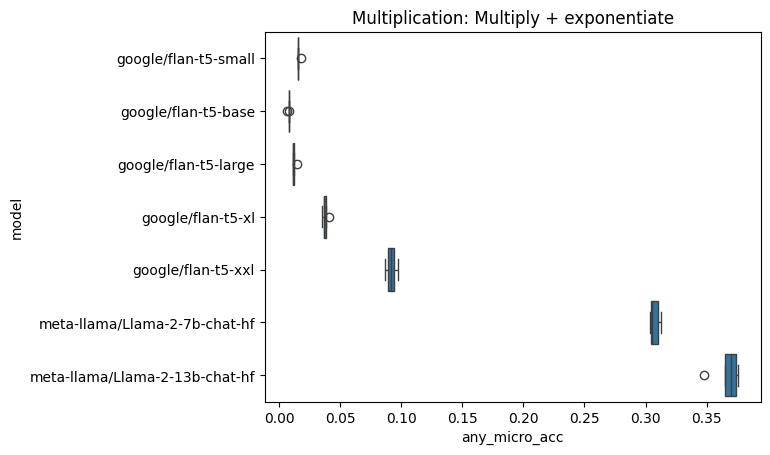 Multiplication: Multiply + exponentiate
google/flan-t5-small
google/flan-t5-base
google/flan-t5-large
google/flan-t5-xl
google/flan-t5-xxl
meta-llama/Llama-2-7b-chat-hf
meta-llama/Llama-2-13b-chat-hf
model
0.00 0.05 0.10 0.15 0.20 0.25 0.30 0.35
any_micro_acc